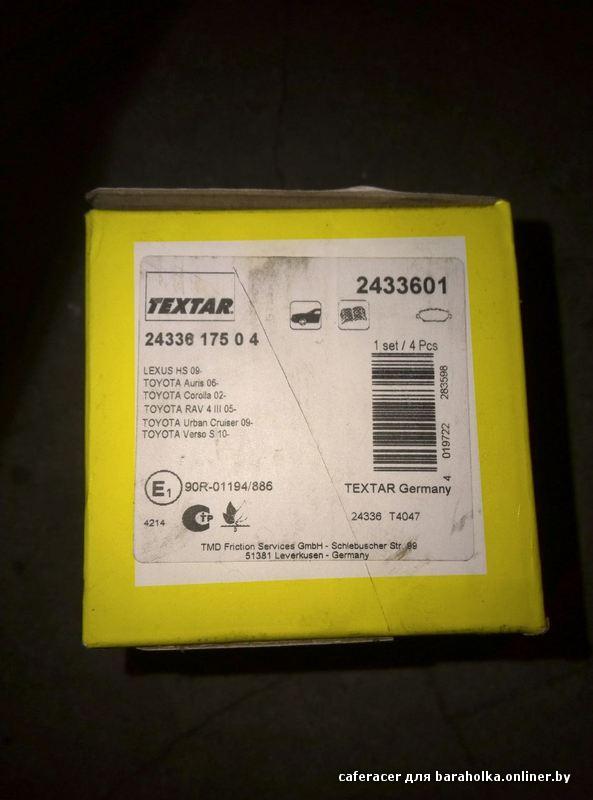 2433601
TEXTAR
24336 175 0 4
1 set / 4 Pcs
LEXUS HS 09-
TOYOTA Auris 06-
TOYOTA Corolla 02-
TOYOTA RAV 4 III 05-
TOYOTA Urban Cruiser 09-
TOYOTA Verso S 10-
4 019722 283598
E1 90R-01194/886
TEXTAR Germany
4214
СТР
24336 T4047
TMD Friction Services GmbH - Schlebuscher Str. 99
51381 Leverkusen - Germany
caferacer для baraholka.onliner.by